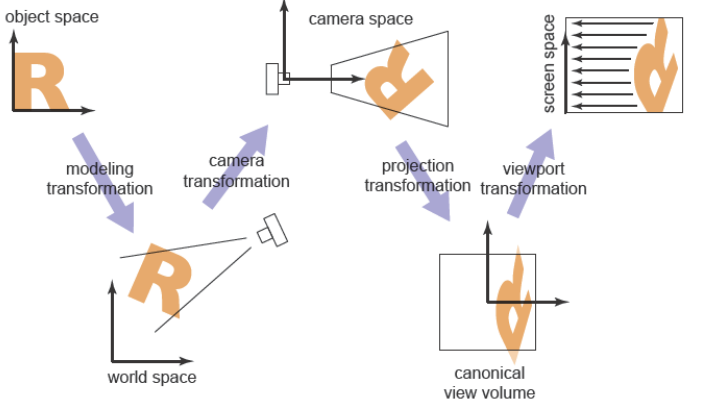 object space
camera space
screen space
modeling
transformation
camera
transformation
projection
transformation
viewport
transformation
world space
canonical
view volume
R
R
R
R
R